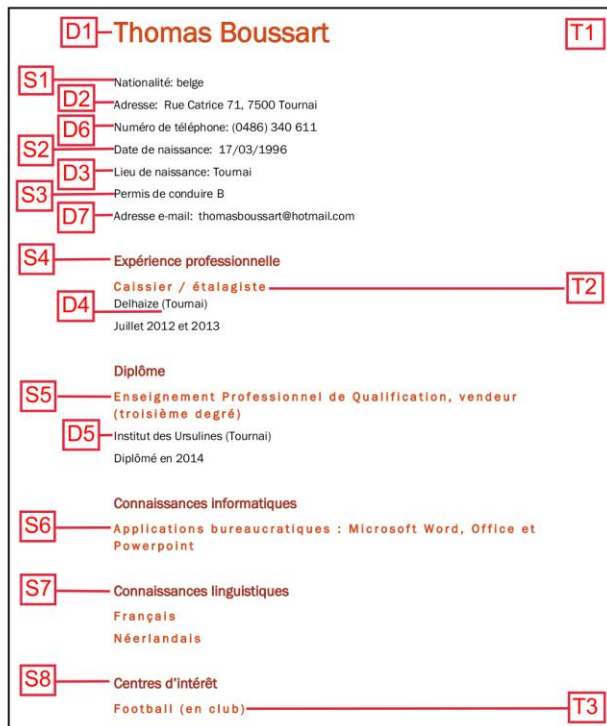 D1 Thomas Boussart T1
S1 Nationalité: belge
D2 Adresse: Rue Catrice 71, 7500 Tournai
D6 Numéro de téléphone: (0486) 340 611
S2 Date de naissance: 17/03/1996
D3 Lieu de naissance: Tournai
S3 Permis de conduire B
D7 Adresse e-mail: thomasboussart@hotmail.com
S4 Expérience professionnelle
Caissier / étalagiste T2
D4 Delhaize (Tournai)
Juillet 2012 et 2013
Diplôme
S5 Enseignement Professionnel de Qualification, vendeur
(troisième degré)
D5 Institut des Ursulines (Tournai)
Diplômé en 2014
Connaissances informatiques
S6 Applications bureaucratiques : Microsoft Word, Office et
Powerpoint
S7 Connaissances linguistiques
Français
Néerlandais
S8 Centres d'intérêt
Football (en club) T3